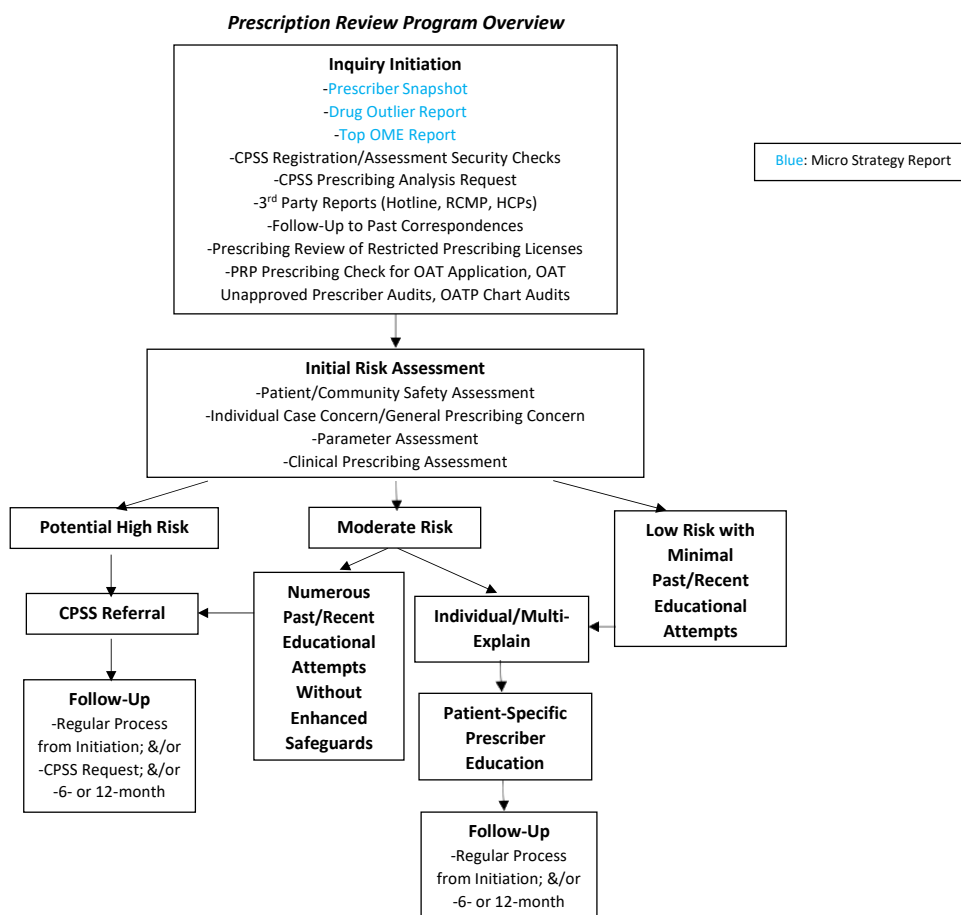 Prescription Review Program Overview
Inquiry Initiation
-Prescriber Snapshot
-Drug Outlier Report
-Top OME Report
-CPSS Registration/Assessment Security Checks
-CPSS Prescribing Analysis Request
-3rd Party Reports (Hotline, RCMP, HCPs)
-Follow-Up to Past Correspondences
-Prescribing Review of Restricted Prescribing Licenses
-PRP Prescribing Check for OAT Application, OAT
Unapproved Prescriber Audits, OATP Chart Audits
Blue: Micro Strategy Report
Initial Risk Assessment
-Patient/Community Safety Assessment
-Individual Case Concern/General Prescribing Concern
-Parameter Assessment
-Clinical Prescribing Assessment
Potential High Risk
Moderate Risk
Low Risk with
Minimal
Past/Recent
Educational
Attempts
CPSS Referral
Numerous
Past/Recent
Educational
Attempts
Without
Enhanced
Safeguards
Individual/Multi-
Explain
Follow-Up
-Regular Process
from Initiation; &/or
-CPSS Request; &/or
-6- or 12-month
Patient-Specific
Prescriber
Education
Follow-Up
-Regular Process
from Initiation; &/or
-6- or 12-month